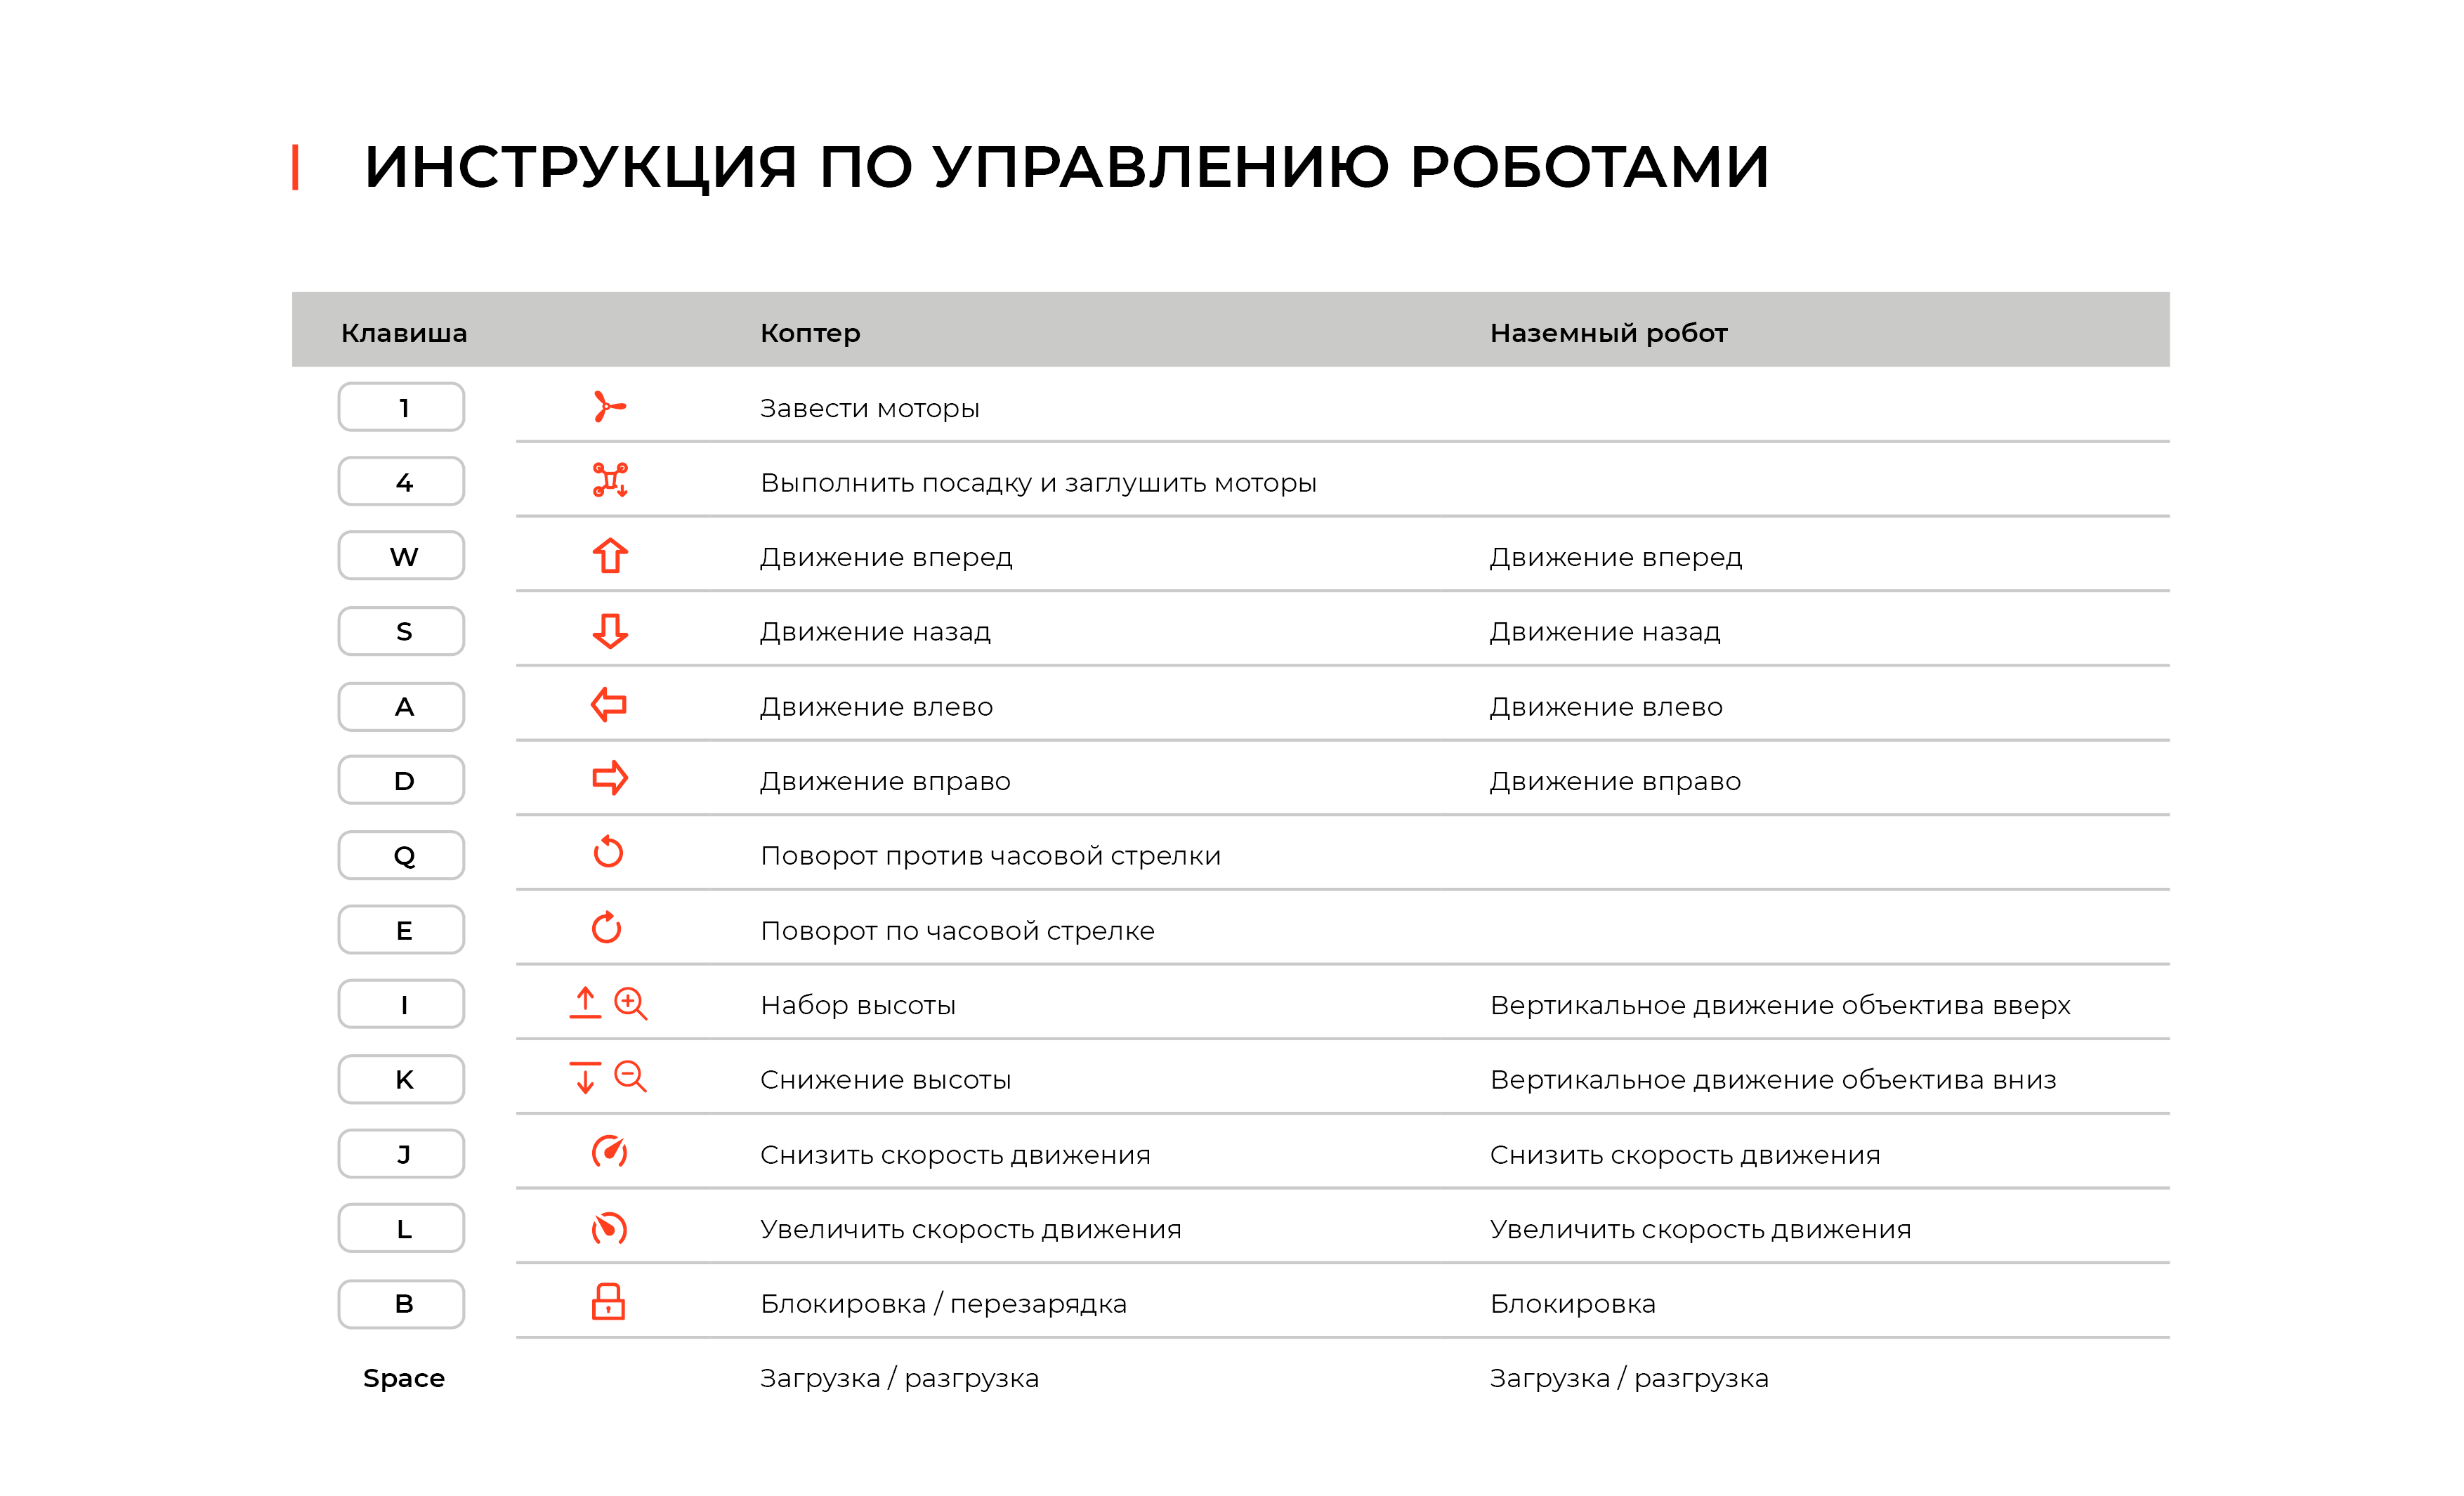 ИНСТРУКЦИЯ ПО УПРАВЛЕНИЮ РОБОТАМИ
Клавиша Коптер Наземный робот
1 Завести моторы
4 Выполнить посадку и заглушить моторы
W Движение вперед Движение вперед
S Движение назад Движение назад
A Движение влево Движение влево
D Движение вправо Движение вправо
Q Поворот против часовой стрелки
E Поворот по часовой стрелке
I Набор высоты Вертикальное движение объектива вверх
K Снижение высоты Вертикальное движение объектива вниз
J Снизить скорость движения Снизить скорость движения
L Увеличить скорость движения Увеличить скорость движения
B Блокировка / перезарядка Блокировка
Space Загрузка / разгрузка Загрузка / разгрузка